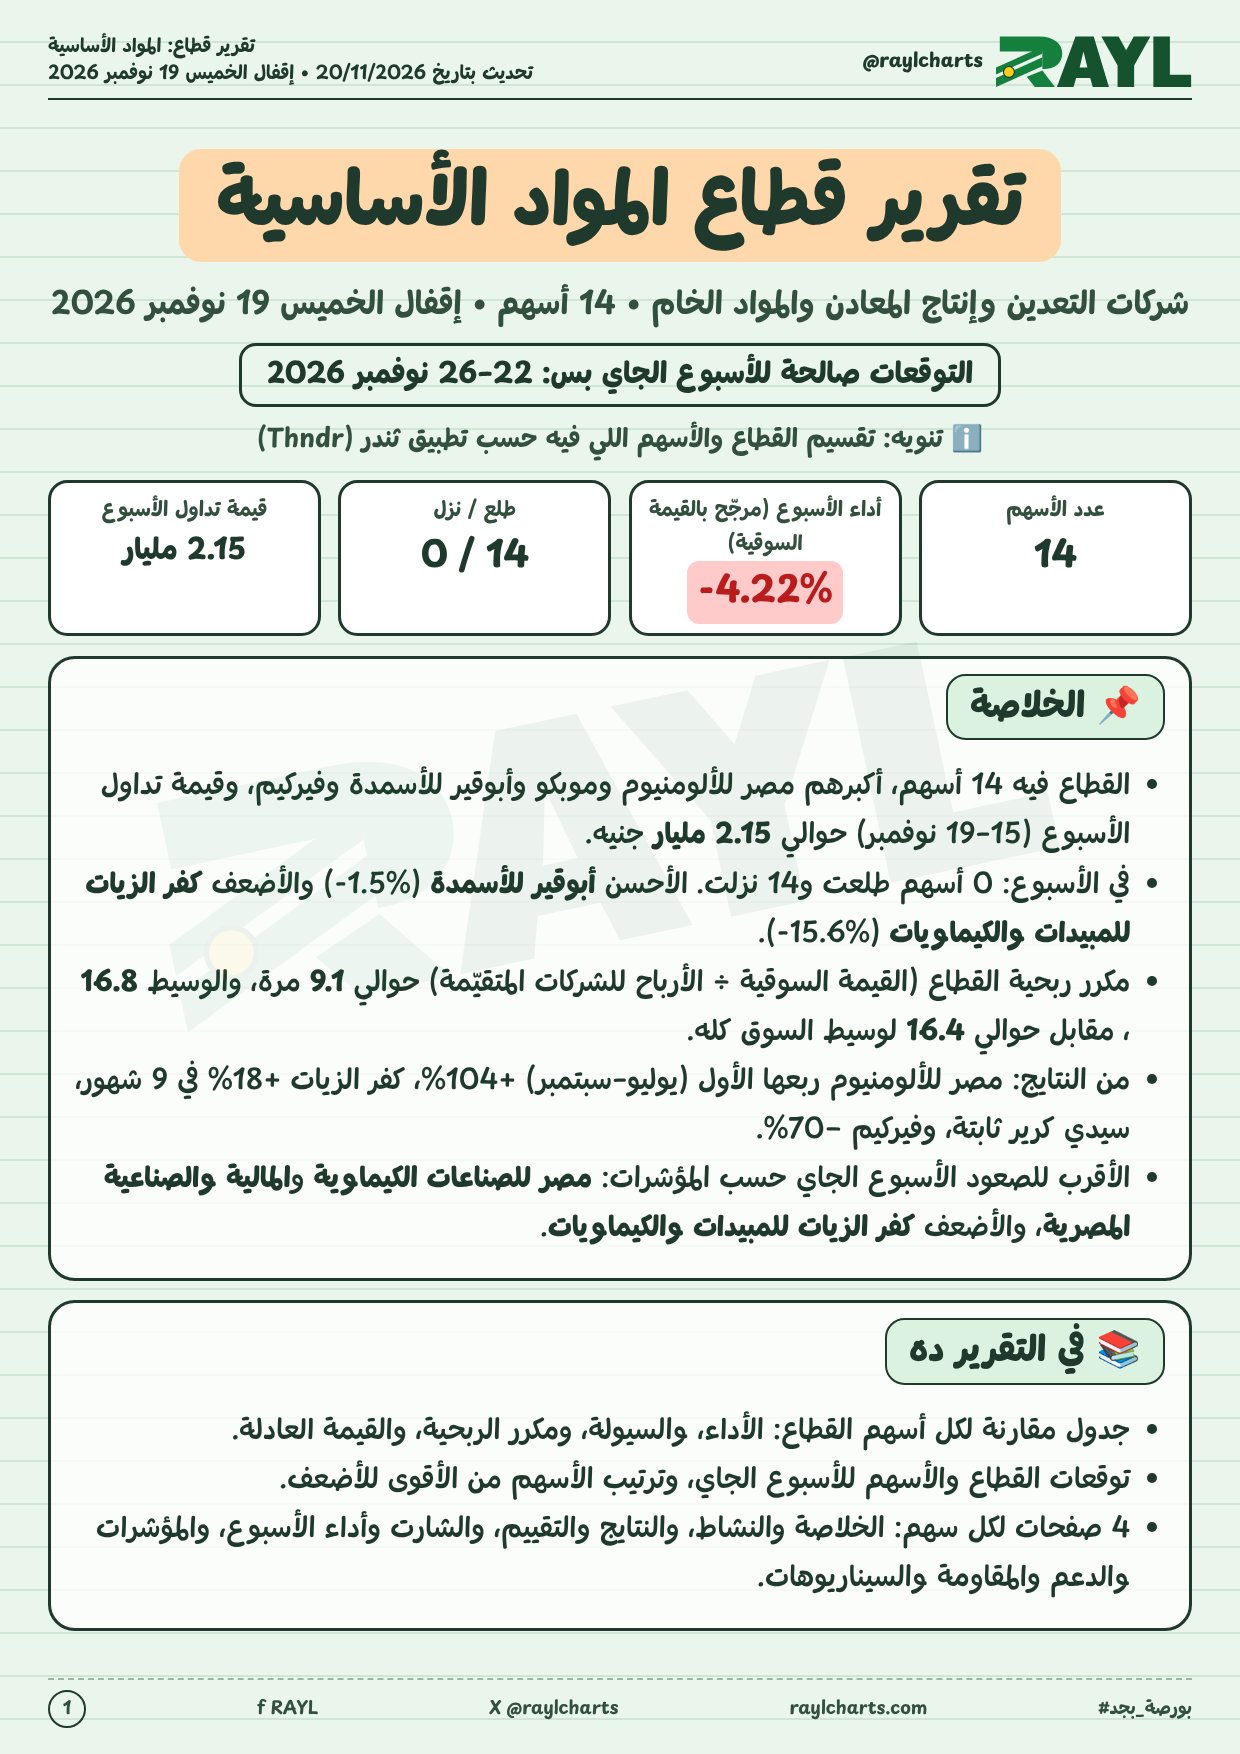 RAYL
@raylcharts
تقرير قطاع: المواد الأساسية
تحديث بتاريخ 20/11/2026 • إقفال الخميس 19 نوفمبر 2026
تقرير قطاع المواد الأساسية
شركات التعدين وإنتاج المعادن والمواد الخام • 14 أسهم • إقفال الخميس 19 نوفمبر 2026
التوقعات صالحة للأسبوع الجاي بس: 22–26 نوفمبر 2026
ℹ️ تنويه: تقسيم القطاع والأسهم اللي فيه حسب تطبيق ثندر (Thndr)
عدد الأسهم
14
أداء الأسبوع (مرجّح بالقيمة
السوقية)
-4.22%
طلع / نزل
0 / 14
قيمة تداول الأسبوع
2.15 مليار
📌 الخلاصة
• القطاع فيه 14 أسهم، أكبرهم مصر للألومنيوم وموبكو وأبوقير للأسمدة وفيركيم، وقيمة تداول
الأسبوع (15–19 نوفمبر) حوالي 2.15 مليار جنيه.
• في الأسبوع: 0 أسهم طلعت و14 نزلت. الأحسن أبوقير للأسمدة (-1.5%) والأضعف كفر الزيات
للمبيدات والكيماويات (-15.6%).
• مكرر ربحية القطاع (القيمة السوقية ÷ الأرباح للشركات المتقيّمة) حوالي 9.1 مرة، والوسيط 16.8
، مقابل حوالي 16.4 لوسيط السوق كله.
• من النتايج: مصر للألومنيوم ربعها الأول (يوليو–سبتمبر) +104%، كفر الزيات +18% في 9 شهور،
سيدي كرير ثابتة، وفيركيم –70%.
• الأقرب للصعود الأسبوع الجاي حسب المؤشرات: مصر للصناعات الكيماوية والمالية والصناعية
المصرية، والأضعف كفر الزيات للمبيدات والكيماويات.
📚 في التقرير ده
• جدول مقارنة لكل أسهم القطاع: الأداء، والسيولة، ومكرر الربحية، والقيمة العادلة.
• توقعات القطاع والأسهم للأسبوع الجاي، وترتيب الأسهم من الأقوى للأضعف.
• 4 صفحات لكل سهم: الخلاصة والنشاط، والنتايج والتقييم، والشارت وأداء الأسبوع، والمؤشرات
والدعم والمقاومة والسيناريوهات.
#بورصة_بجد
raylcharts.com
X @raylcharts
f RAYL
1